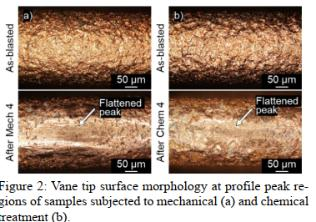 a)
b)
As-blasted
50 µm
As-blasted
50 µm
After Mech 4
Flattened
peak
50 µm
After Chem 4
Flattened
peak
50 µm
Figure 2: Vane tip surface morphology at profile peak re-
gions of samples subjected to mechanical (a) and chemical
treatment (b).